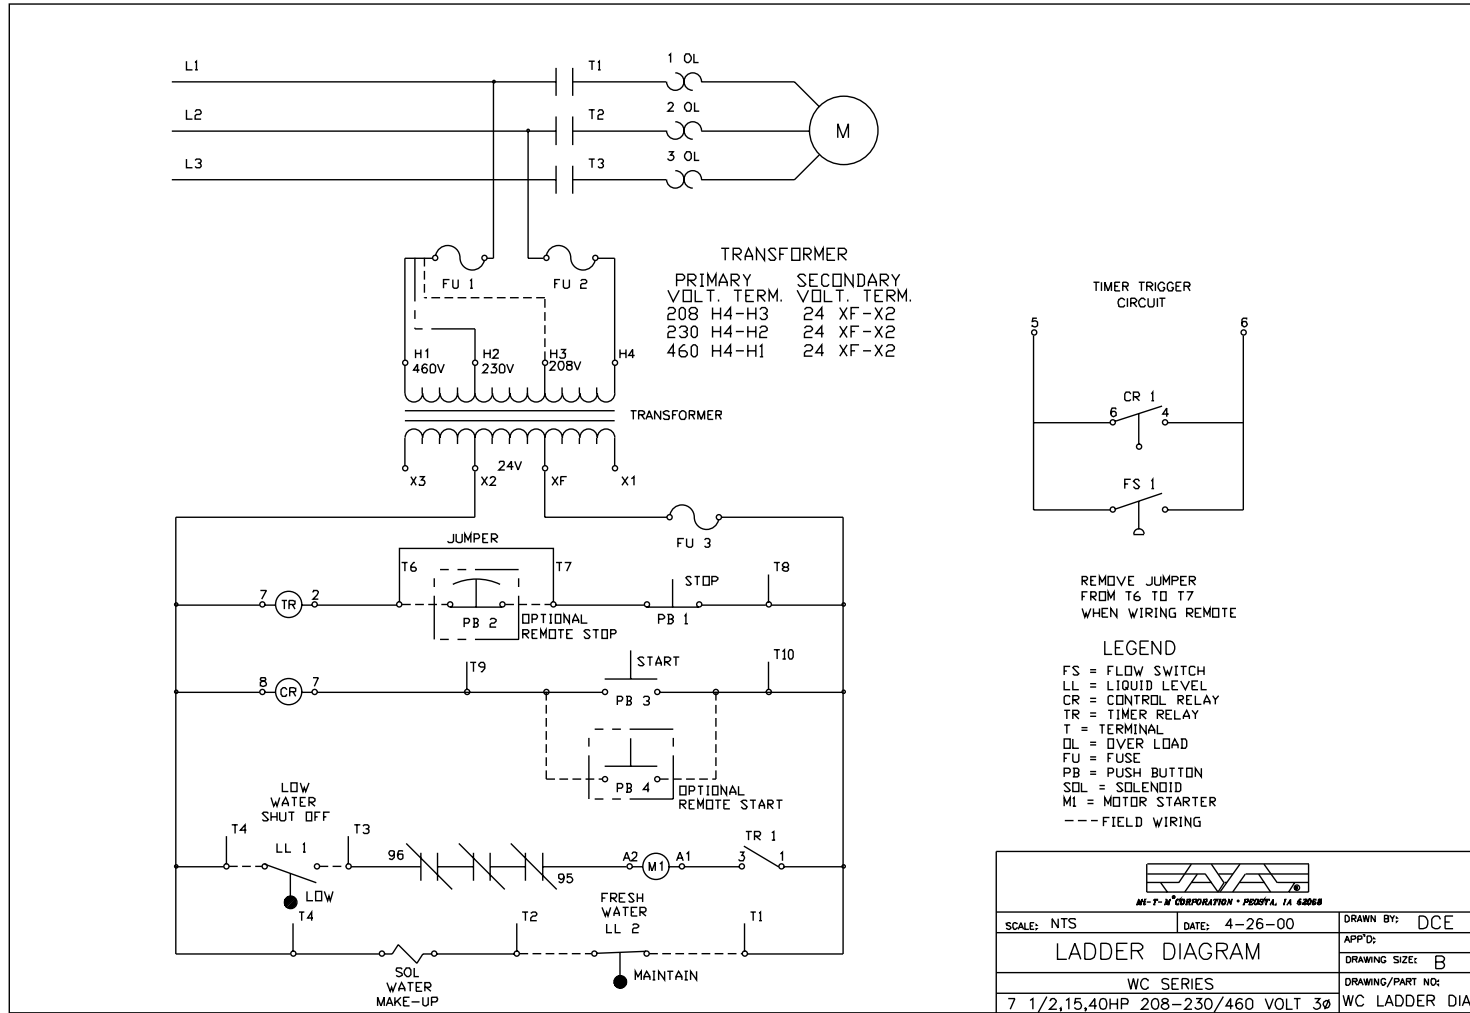 L1
T1
1 OL
L2
T2
2 OL
M
L3
T3
3 OL
FU 1
FU 2
TRANSFORMER
PRIMARY SECONDARY
VOLT. TERM. VOLT. TERM.
208 H4-H3 24 XF-X2
230 H4-H2 24 XF-X2
460 H4-H1 24 XF-X2
H1
460V
H2
230V
H3
208V
H4
TRANSFORMER
X3
X2
24V
XF
X1
FU 3
JUMPER
T6
T7
STOP
T8
7
TR
2
PB 2
OPTIONAL
REMOTE STOP
PB 1
T9
START
T10
8
CR
7
PB 3
PB 4
OPTIONAL
REMOTE START
LOW
WATER
SHUT OFF
T4
LL 1
T3
LOW
96
95
A2
M1
A1
TR 1
3
1
T4
SOL
WATER
MAKE-UP
T2
FRESH
WATER
LL 2
T1
MAINTAIN
TIMER TRIGGER
CIRCUIT
5
6
CR 1
6
4
FS 1
REMOVE JUMPER
FROM T6 TO T7
WHEN WIRING REMOTE
LEGEND
FS = FLOW SWITCH
LL = LIQUID LEVEL
CR = CONTROL RELAY
TR = TIMER RELAY
T = TERMINAL
OL = OVER LOAD
FU = FUSE
PB = PUSH BUTTON
SOL = SOLENOID
M1 = MOTOR STARTER
---FIELD WIRING
®
MI-T-M® CORPORATION • PEOSTA, IA 52068
SCALE: NTS
DATE: 4-26-00
DRAWN BY: DCE
LADDER DIAGRAM
APP'D:
DRAWING SIZE: B
WC SERIES
DRAWING/PART NO:
7 1/2,15,40HP 208-230/460 VOLT 3ø
WC LADDER DIA